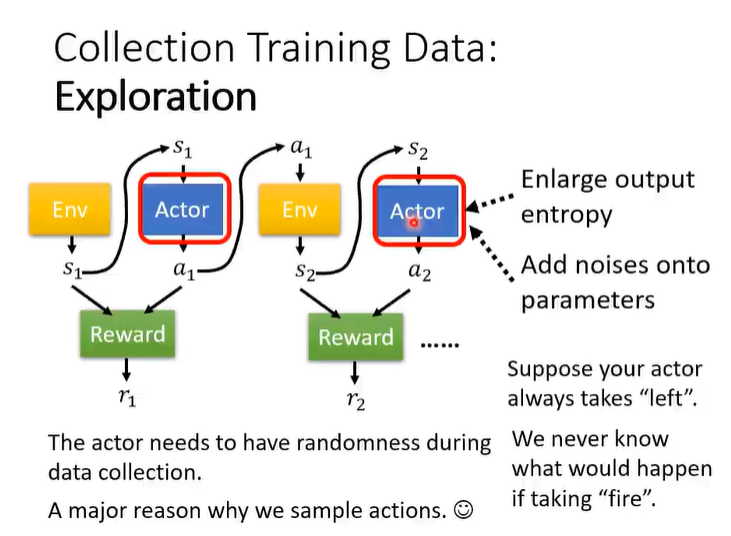 Collection Training Data:
Exploration
s₁ a₁ s₂
Env Actor Env Actor
s₁ a₁ s₂ a₂
Reward Reward ……
r₁ r₂
Enlarge output
entropy
Add noises onto
parameters
Suppose your actor
always takes “left”.
We never know
what would happen
if taking “fire”.
The actor needs to have randomness during
data collection.
A major reason why we sample actions. ☺